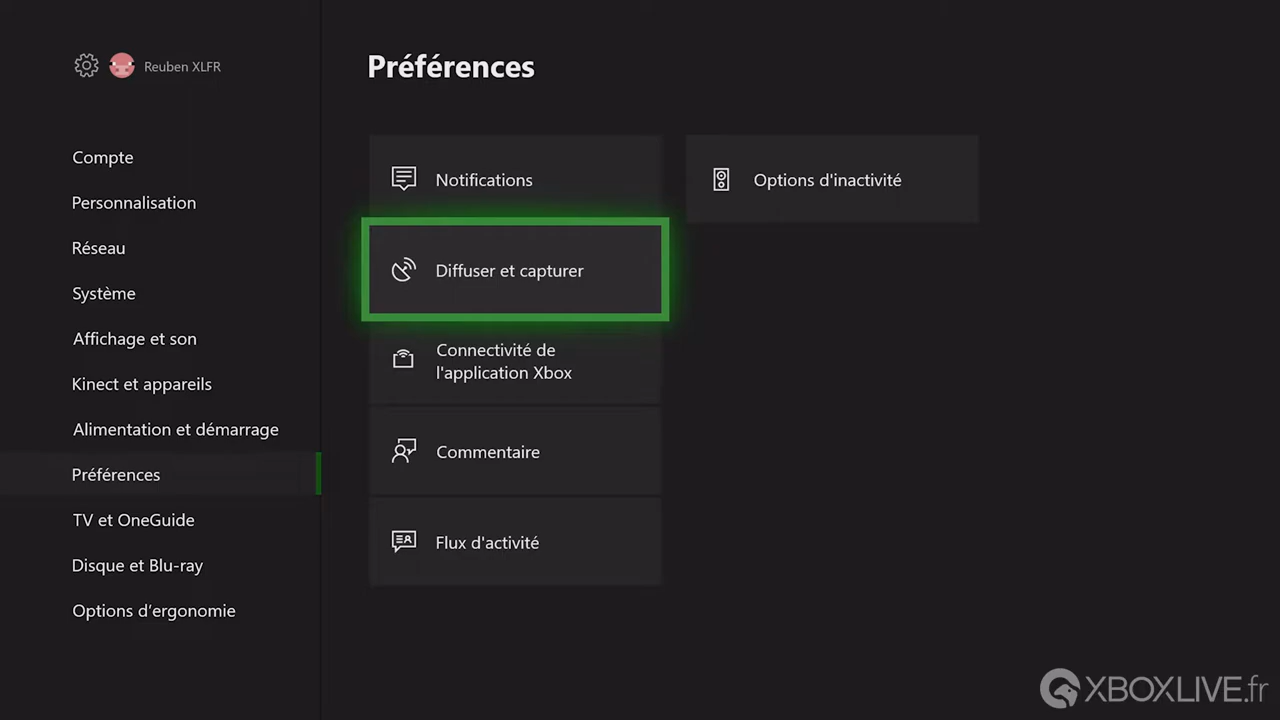 Reuben XLFR
Compte
Personnalisation
Réseau
Système
Affichage et son
Kinect et appareils
Alimentation et démarrage
Préférences
TV et OneGuide
Disque et Blu-ray
Options d’ergonomie
Préférences
Notifications
Diffuser et capturer
Connectivité de
l'application Xbox
Commentaire
Flux d'activité
Options d'inactivité
XBOXLIVE.fr